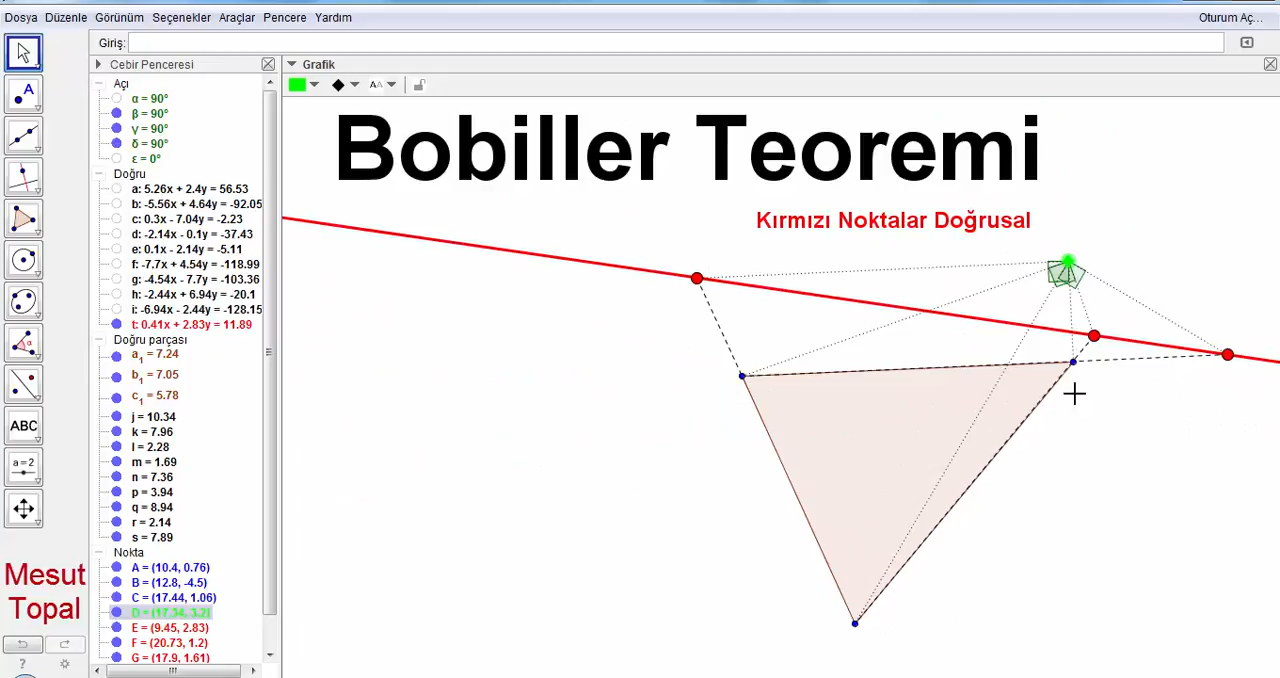 Dosya Düzenle Görünüm Seçenekler Araçlar Pencere Yardım Oturum Aç...
Giriş:
Cebir Penceresi
Grafik
Açı
α = 90°
β = 90°
γ = 90°
δ = 90°
ε = 0°
Doğru
a: 5.26x + 2.4y = 56.53
b: -5.56x + 4.64y = -92.05
c: 0.3x - 7.04y = -2.23
d: -2.14x - 0.1y = -37.43
e: 0.1x - 2.14y = -5.11
f: -7.7x + 4.54y = -118.99
g: -4.54x - 7.7y = -103.36
h: -2.44x + 6.94y = -20.1
i: -6.94x - 2.44y = -128.15
t: 0.41x + 2.83y = 11.89
Doğru parçası
a1 = 7.24
b1 = 7.05
c1 = 5.78
j = 10.34
k = 7.96
l = 2.28
m = 1.69
n = 7.36
p = 3.94
q = 8.94
r = 2.14
s = 7.89
Nokta
A = (10.4, 0.76)
B = (12.8, -4.5)
C = (17.44, 1.06)
D = (17.34, 3.2)
E = (9.45, 2.83)
F = (20.73, 1.2)
G = (17.9, 1.61)
A
α
ABC
a=2
Mesut
Topal
?
AA
Bobiller Teoremi
Kırmızı Noktalar Doğrusal